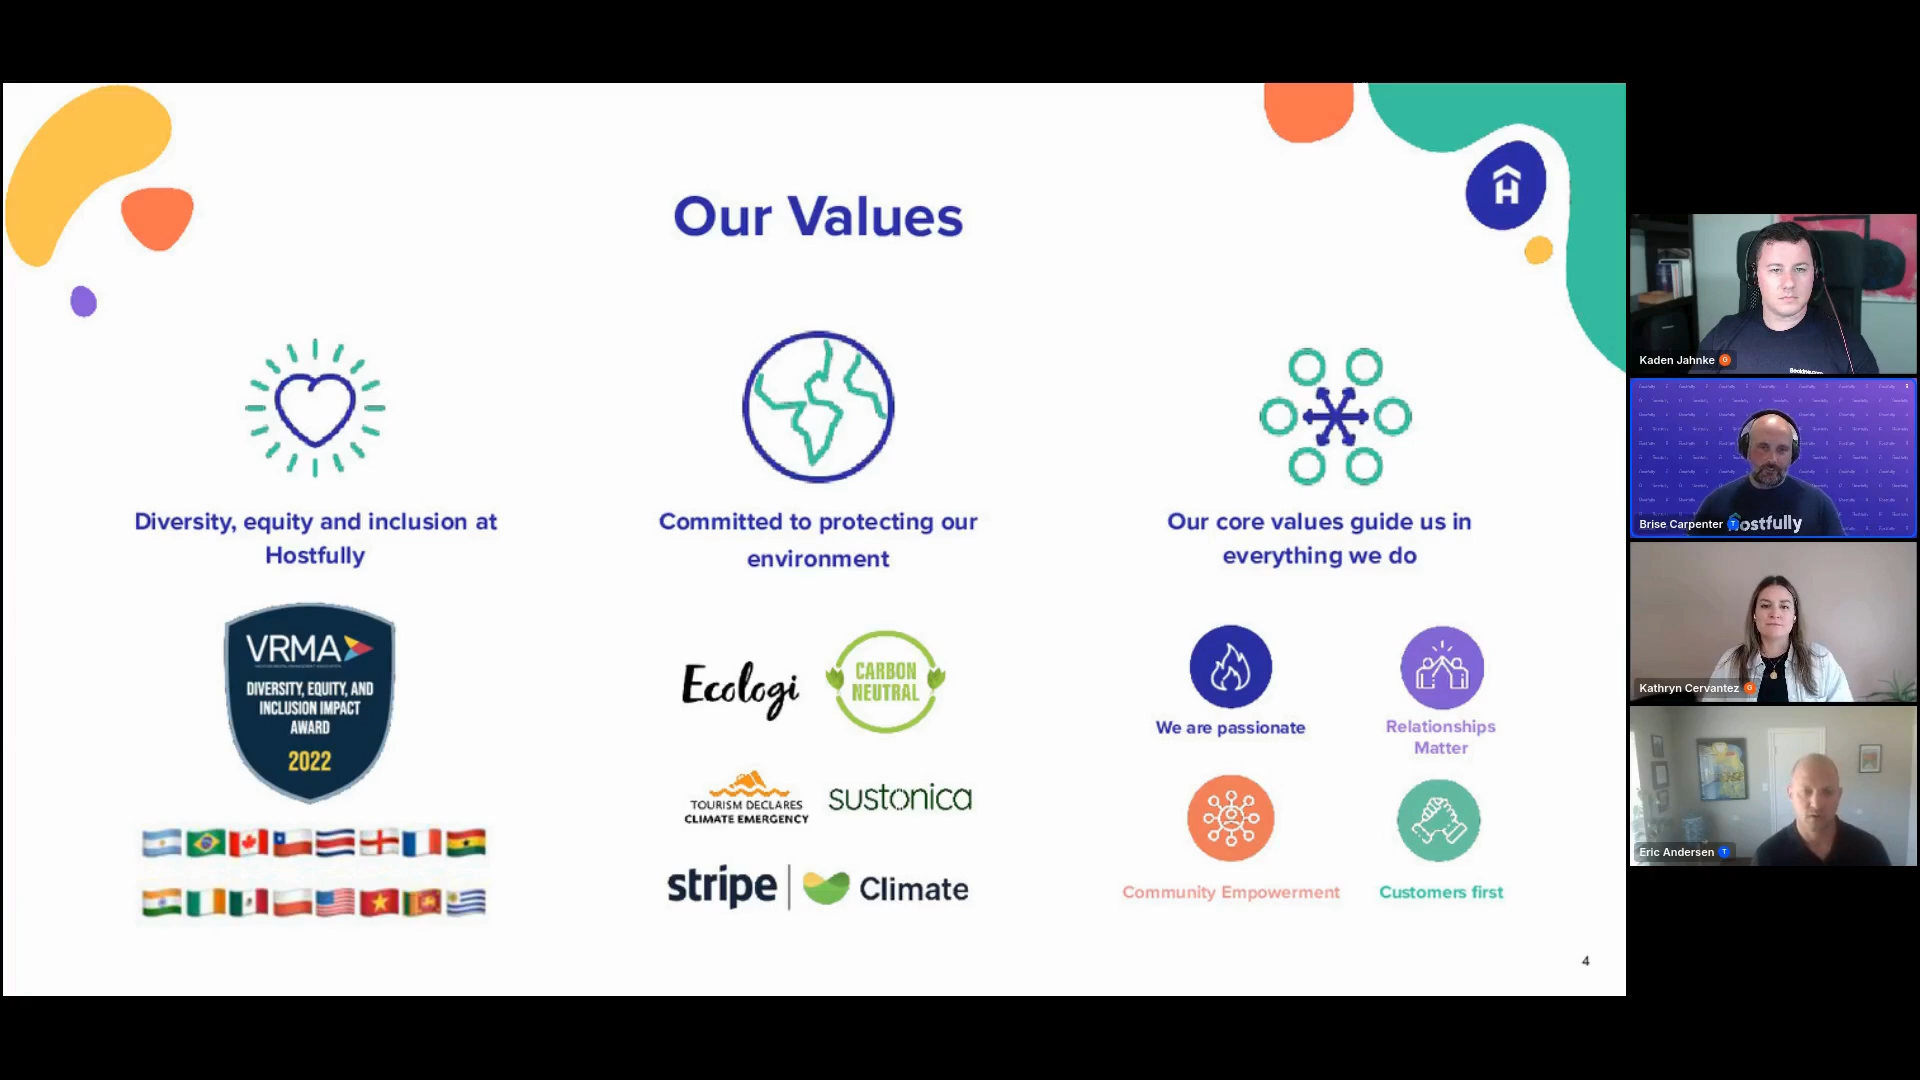 Our Values
Diversity, equity and inclusion at
Hostfully
VRMA
DIVERSITY, EQUITY, AND
INCLUSION IMPACT
AWARD
2022
Committed to protecting our
environment
Ecologi
CARBON
NEUTRAL
TOURISM DECLARES
CLIMATE EMERGENCY
sustonica
stripe | Climate
Our core values guide us in
everything we do
We are passionate
Relationships
Matter
Community Empowerment
Customers first
4
Kaden Jahnke
Brise Carpenter
Hostfully
Kathryn Cervantez
Eric Andersen